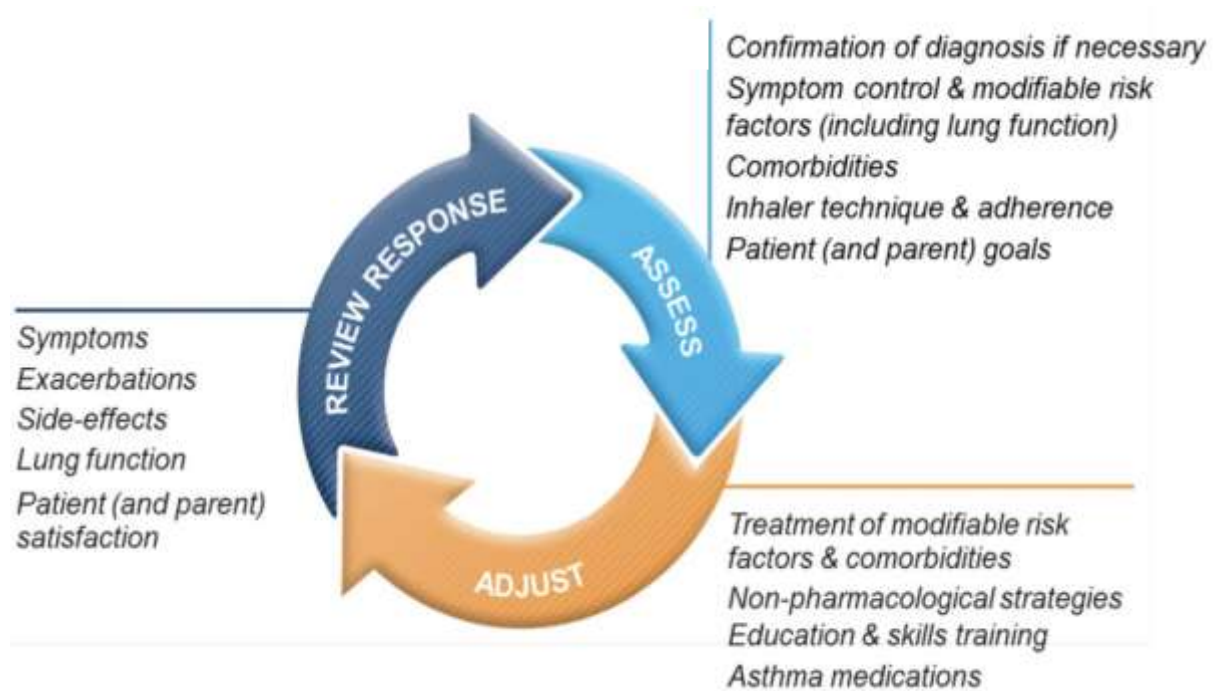 Confirmation of diagnosis if necessary
Symptom control & modifiable risk
factors (including lung function)
Comorbidities
Inhaler technique & adherence
Patient (and parent) goals
REVIEW RESPONSE
ASSESS
ADJUST
Symptoms
Exacerbations
Side-effects
Lung function
Patient (and parent)
satisfaction
Treatment of modifiable risk
factors & comorbidities
Non-pharmacological strategies
Education & skills training
Asthma medications